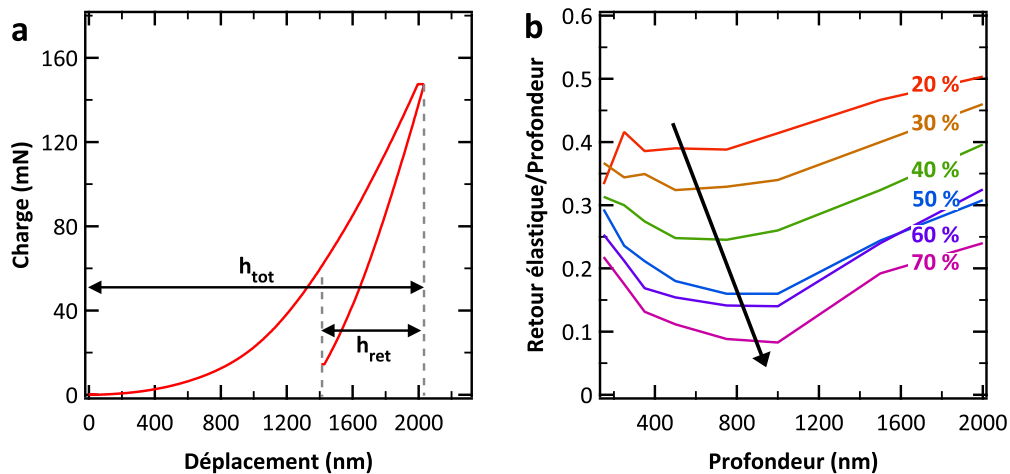 a
160
120
80
40
0
Charge (mN)
h_tot
h_ret
0 400 800 1200 1600 2000
Déplacement (nm)
b
0.6
0.5
0.4
0.3
0.2
0.1
0
Retour élastique/Profondeur
20 %
30 %
40 %
50 %
60 %
70 %
400 800 1200 1600 2000
Profondeur (nm)